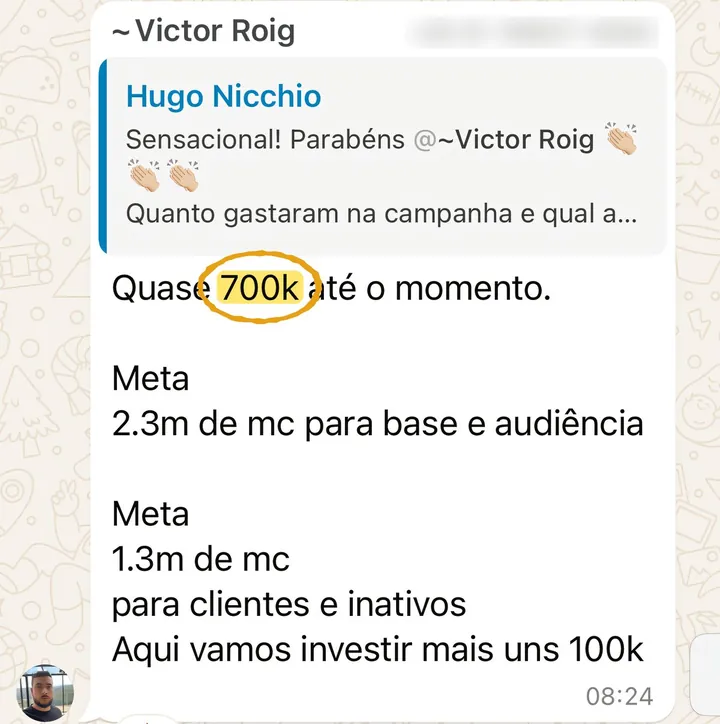 ~Victor Roig
Hugo Nicchio
Sensacional! Parabéns @~Victor Roig 👏🏼
👏🏼👏🏼
Quanto gastaram na campanha e qual a...
Quase 700k até o momento.
Meta
2.3m de mc para base e audiência
Meta
1.3m de mc
para clientes e inativos
Aqui vamos investir mais uns 100k
08:24